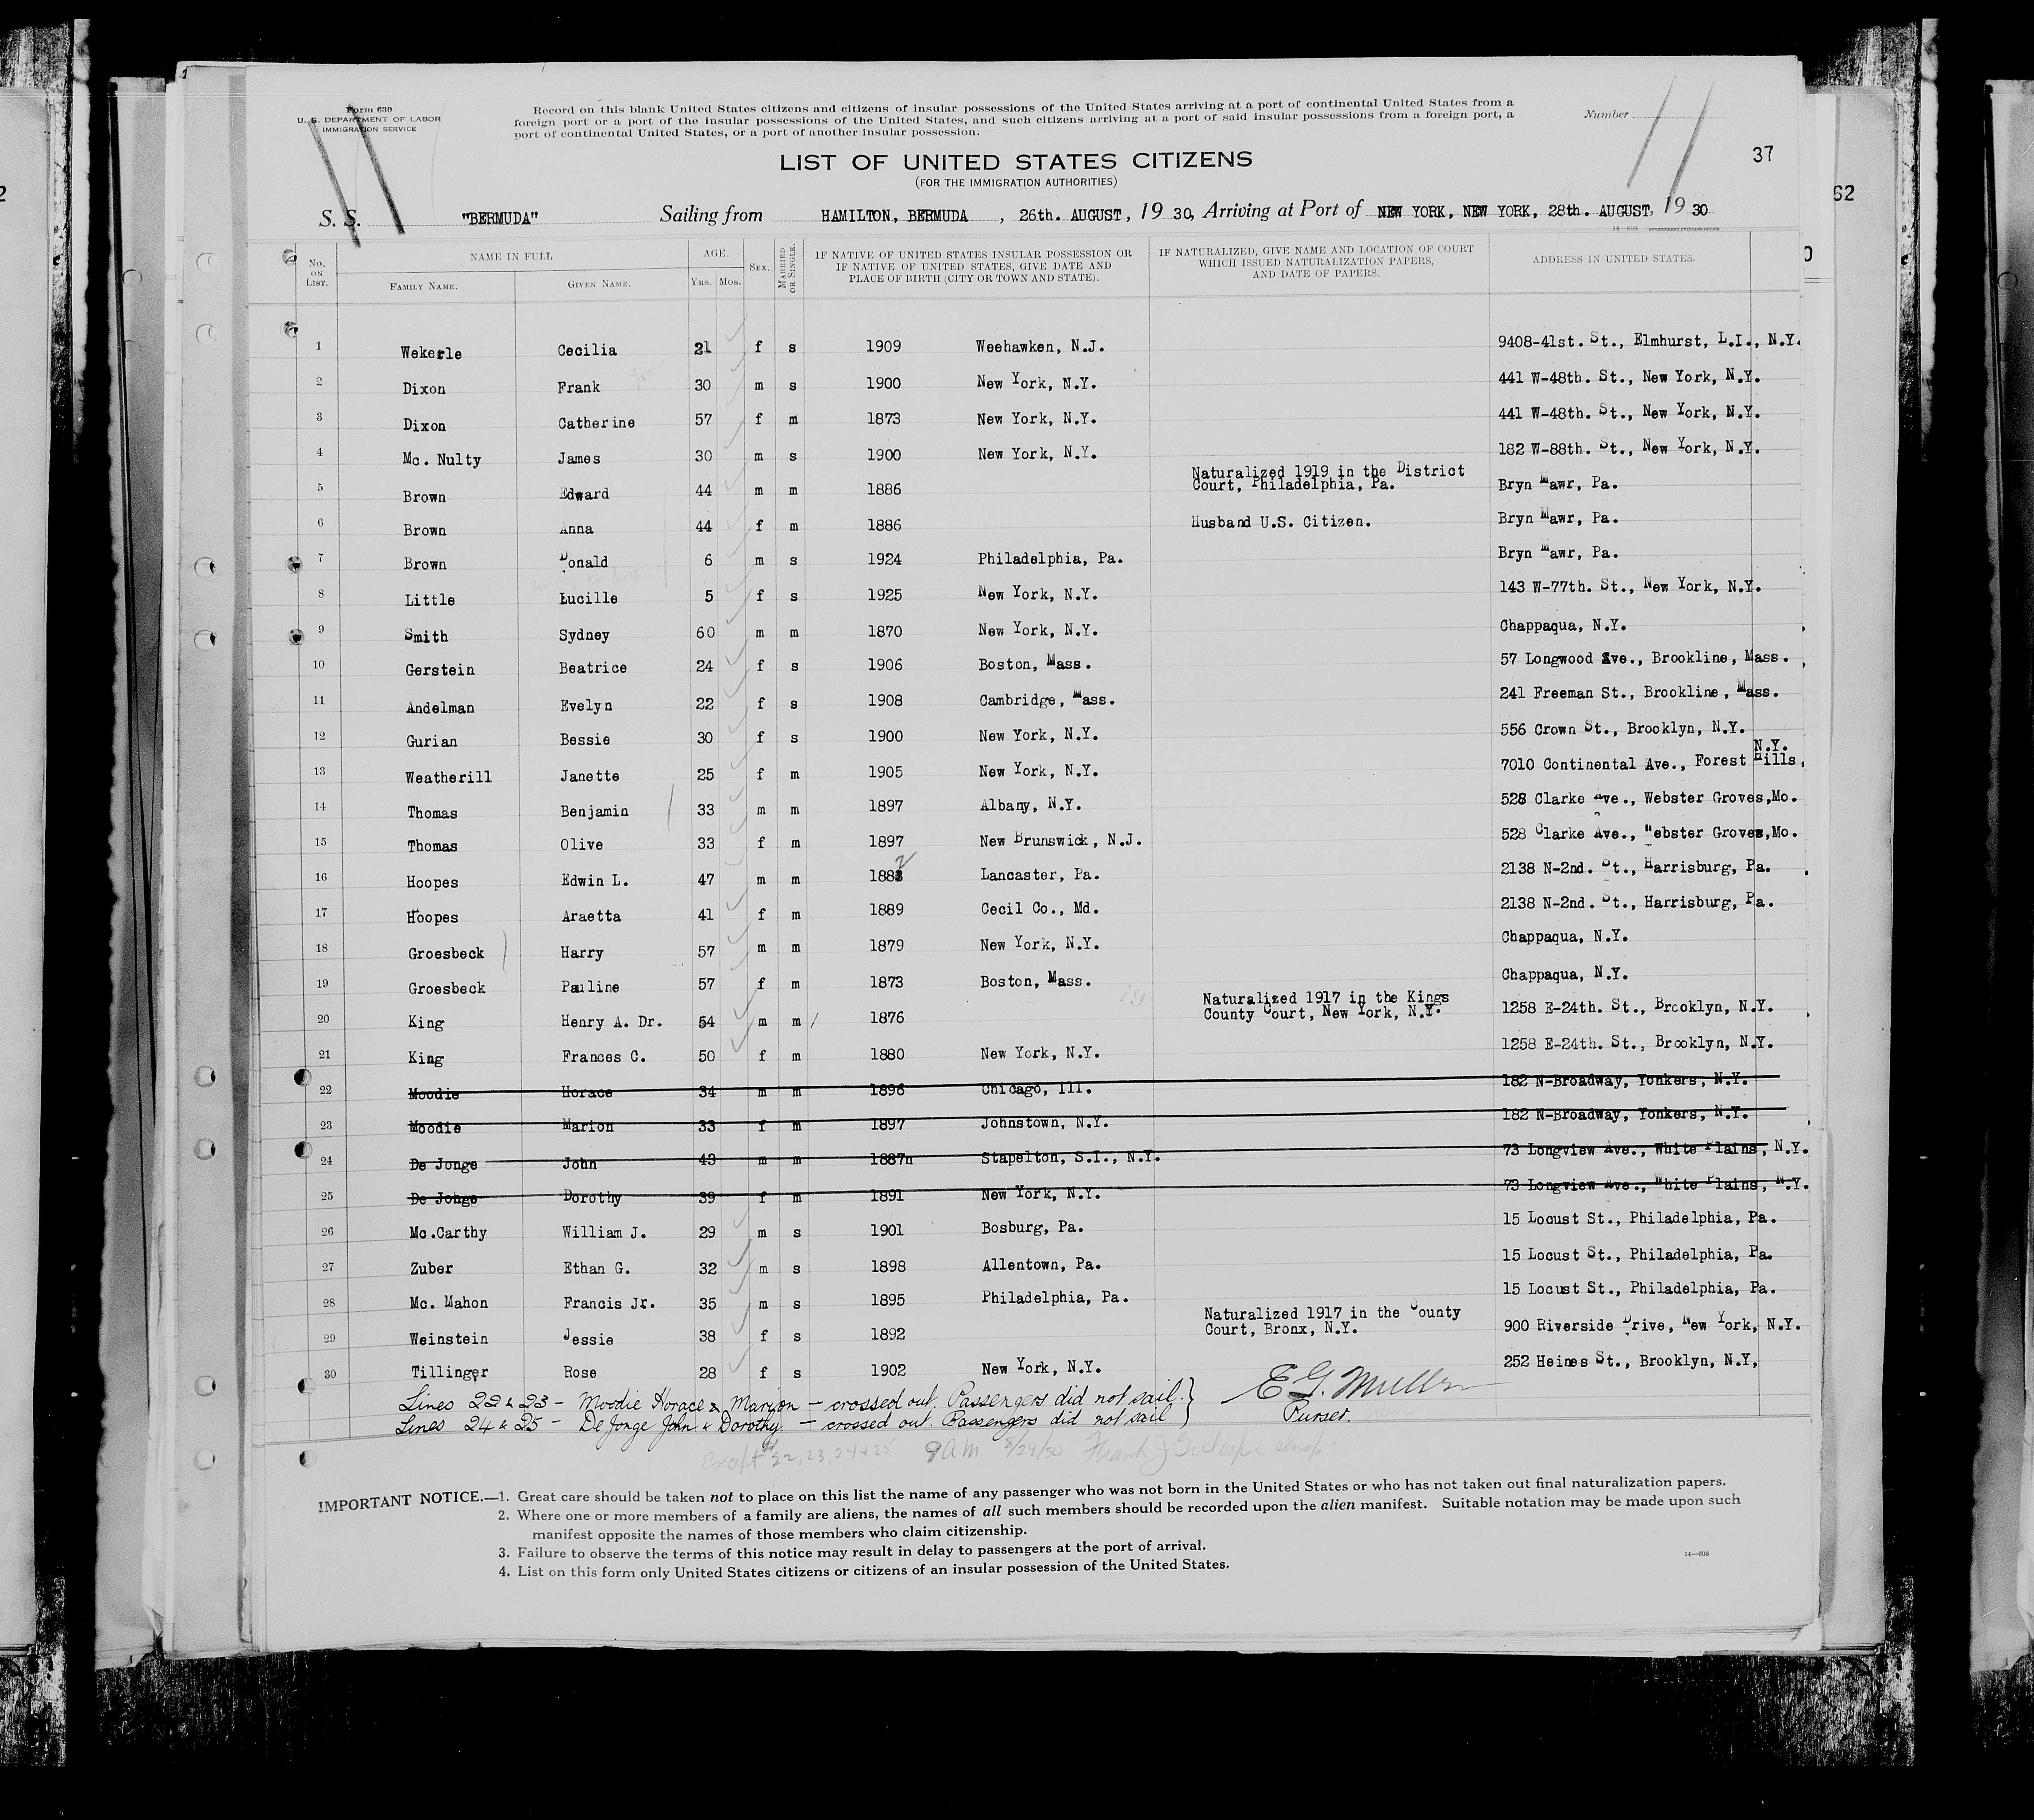 Form 630
U. S. DEPARTMENT OF LABOR
IMMIGRATION SERVICE
Record on this blank United States citizens and citizens of insular possessions of the United States arriving at a port of continental United States from a
foreign port or a port of the insular possessions of the United States, and such citizens arriving at a port of said insular possessions from a foreign port, a
port of continental United States, or a port of another insular possession.
Number 11
37
62
LIST OF UNITED STATES CITIZENS
(FOR THE IMMIGRATION AUTHORITIES)
S. S. "BERMUDA" Sailing from HAMILTON, BERMUDA, 26th. AUGUST, 19 30, Arriving at Port of NEW YORK, NEW YORK, 28th. AUGUST, 19 30
14-608
No. ON LIST. NAME IN FULL FAMILY NAME. GIVEN NAME. AGE. YRS. MOS. SEX. MARRIED OR SINGLE. IF NATIVE OF UNITED STATES INSULAR POSSESSION OR IF NATIVE OF UNITED STATES, GIVE DATE AND PLACE OF BIRTH (CITY OR TOWN AND STATE). IF NATURALIZED, GIVE NAME AND LOCATION OF COURT WHICH ISSUED NATURALIZATION PAPERS, AND DATE OF PAPERS. ADDRESS IN UNITED STATES.
1 Wekerle Cecilia 21 f s 1909 Weehawken, N.J. 9408-41st. St., Elmhurst, L.I., N.Y.
2 Dixon Frank 30 m s 1900 New York, N.Y. 441 W-48th. St., New York, N.Y.
3 Dixon Catherine 57 f m 1873 New York, N.Y. 441 W-48th. St., New York, N.Y.
4 Mc. Nulty James 30 m s 1900 New York, N.Y. 182 W-88th. St., New York, N.Y.
5 Brown Edward 44 m m 1886 Naturalized 1919 in the District Court, Philadelphia, Pa. Bryn Mawr, Pa.
6 Brown Anna 44 f m 1886 Husband U.S. Citizen. Bryn Mawr, Pa.
7 Brown Donald 6 m s 1924 Philadelphia, Pa. Bryn Mawr, Pa.
8 Little Lucille 5 f s 1925 New York, N.Y. 143 W-77th. St., New York, N.Y.
9 Smith Sydney 60 m m 1870 New York, N.Y. Chappaqua, N.Y.
10 Gerstein Beatrice 24 f s 1906 Boston, Mass. 57 Longwood Ave., Brookline, Mass.
11 Andelman Evelyn 22 f s 1908 Cambridge, Mass. 241 Freeman St., Brookline, Mass.
12 Gurian Bessie 30 f s 1900 New York, N.Y. 556 Crown St., Brooklyn, N.Y.
13 Weatherill Janette 25 f m 1905 New York, N.Y. 7010 Continental Ave., Forest Hills, N.Y.
14 Thomas Benjamin 33 m m 1897 Albany, N.Y. 528 Clarke Ave., Webster Groves,Mo.
15 Thomas Olive 33 f m 1897 New Brunswick, N.J. 528 Clarke Ave., Webster Groves,Mo.
16 Hoopes Edwin L. 47 m m 1883 2 Lancaster, Pa. 2138 N-2nd. St., Harrisburg, Pa.
17 Hoopes Araetta 41 f m 1889 Cecil Co., Md. 2138 N-2nd. St., Harrisburg, Pa.
18 Groesbeck Harry 57 m m 1879 New York, N.Y. Chappaqua, N.Y.
19 Groesbeck Pauline 57 f m 1873 Boston, Mass. Chappaqua, N.Y.
20 King Henry A. Dr. 54 m m 1876 Naturalized 1917 in the Kings County Court, New York, N.Y. 1258 E-24th. St., Brooklyn, N.Y.
21 King Frances C. 50 f m 1880 New York, N.Y. 1258 E-24th. St., Brooklyn, N.Y.
22 Moodie Horace 34 m m 1896 Chicago, Ill. 182 N-Broadway, Yonkers, N.Y.
23 Moodie Marion 33 f m 1897 Johnstown, N.Y. 182 N-Broadway, Yonkers, N.Y.
24 De Jonge John 43 m m 1887n Stapelton, S.I., N.Y. 73 Longview Ave., White Plains, N.Y.
25 De Jonge Dorothy 39 f m 1891 New York, N.Y. 73 Longview Ave., White Plains, N.Y.
26 Mc.Carthy William J. 29 m s 1901 Bosburg, Pa. 15 Locust St., Philadelphia, Pa.
27 Zuber Ethan G. 32 m s 1898 Allentown, Pa. 15 Locust St., Philadelphia, Pa.
28 Mc. Mahon Francis Jr. 35 m s 1895 Philadelphia, Pa. 15 Locust St., Philadelphia, Pa.
29 Weinstein Jessie 38 f s 1892 Naturalized 1917 in the County Court, Bronx, N.Y. 900 Riverside Drive, New York, N.Y.
30 Tillinger Rose 28 f s 1902 New York, N.Y. 252 Heines St., Brooklyn, N.Y,
Lines 22 & 23 - Moodie Horace & Marion - crossed out. Passengers did not sail.
Lines 24 & 25 - De Jonge John & Dorothy - crossed out. Passengers did not sail
E G. Muller
Purser.
Except 22, 23, 24 & 25 9 AM 8/29/30 Frank J Gillespie Insp
IMPORTANT NOTICE.—1. Great care should be taken not to place on this list the name of any passenger who was not born in the United States or who has not taken out final naturalization papers.
2. Where one or more members of a family are aliens, the names of all such members should be recorded upon the alien manifest. Suitable notation may be made upon such
manifest opposite the names of those members who claim citizenship.
3. Failure to observe the terms of this notice may result in delay to passengers at the port of arrival.
4. List on this form only United States citizens or citizens of an insular possession of the United States.
14—608